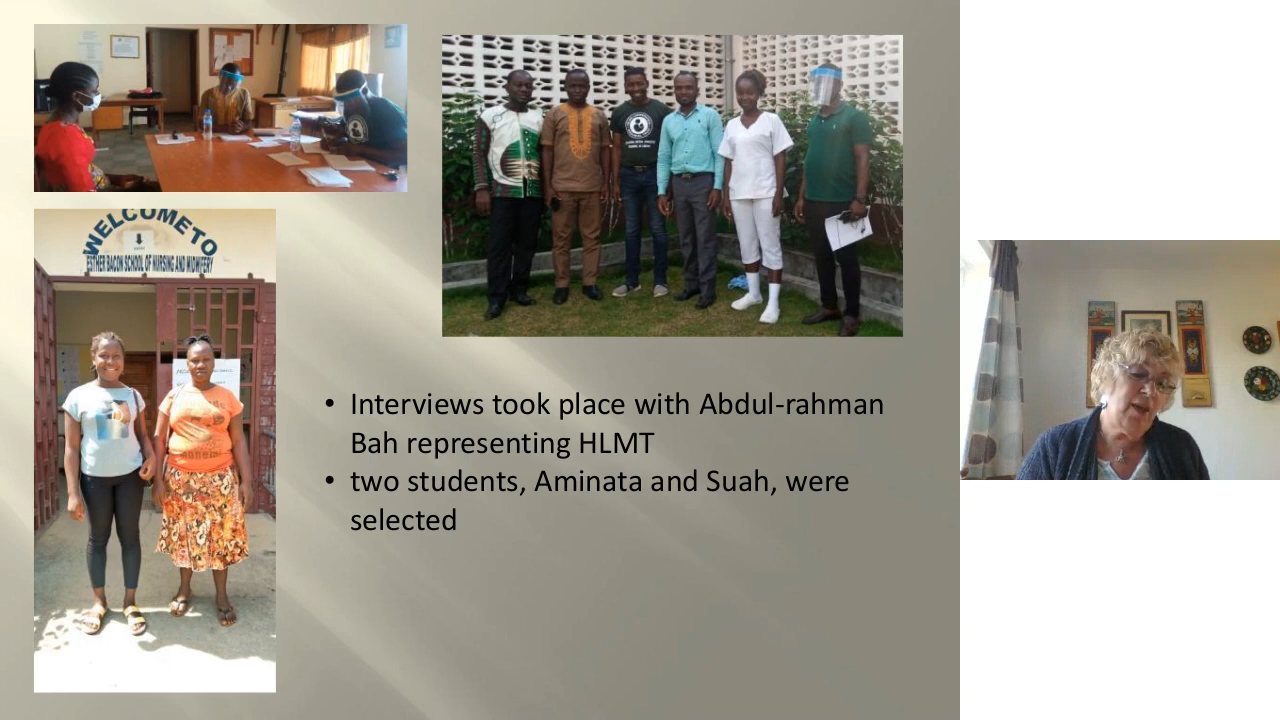 WELCOME TO
ESTHER BACON SCHOOL OF NURSING AND MIDWIFERY
• Interviews took place with Abdul-rahman
Bah representing HLMT
• two students, Aminata and Suah, were
selected